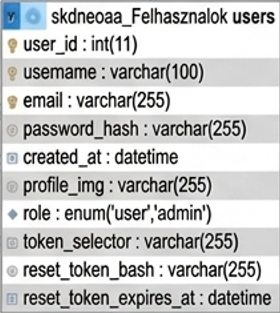 skdneoaa_Felhasznalok users
user_id : int(11)
usemame : varchar(100)
email : varchar(255)
password_hash : varchar(255)
created_at : datetime
profile_img : varchar(255)
role : enum('user','admin')
token_selector : varchar(255)
reset_token_bash : varchar(255)
reset_token_expires_at : datetime